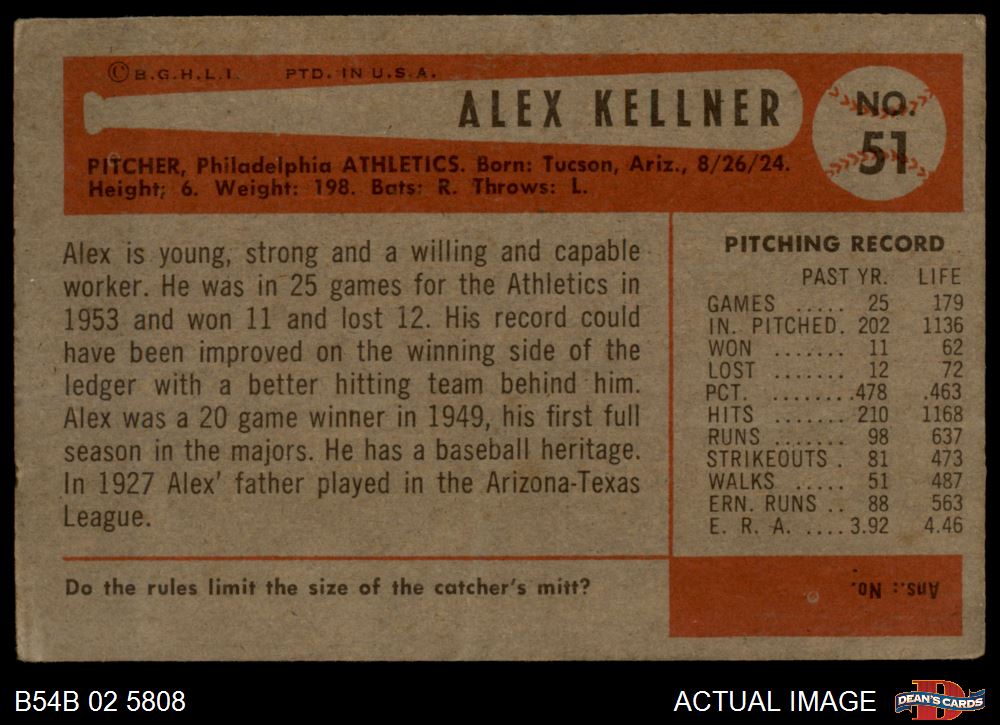 ©B.G.H.L.I. PTD. IN U.S.A.
ALEX KELLNER
NO. 51
PITCHER, Philadelphia ATHLETICS. Born: Tucson, Ariz., 8/26/24.
Height; 6. Weight: 198. Bats: R. Throws: L.
Alex is young, strong and a willing and capable
worker. He was in 25 games for the Athletics in
1953 and won 11 and lost 12. His record could
have been improved on the winning side of the
ledger with a better hitting team behind him.
Alex was a 20 game winner in 1949, his first full
season in the majors. He has a baseball heritage.
In 1927 Alex' father played in the Arizona-Texas
League.
PITCHING RECORD
PAST YR. LIFE
GAMES ..... 25 179
IN. PITCHED. 202 1136
WON ....... 11 62
LOST ....... 12 72
PCT. ........478 .463
HITS ....... 210 1168
RUNS ....... 98 637
STRIKEOUTS . 81 473
WALKS ..... 51 487
ERN. RUNS .. 88 563
E. R. A. .... 3.92 4.46
Do the rules limit the size of the catcher's mitt?
Ans.: No.
B54B 02 5808
ACTUAL IMAGE
D
DEAN'S CARDS